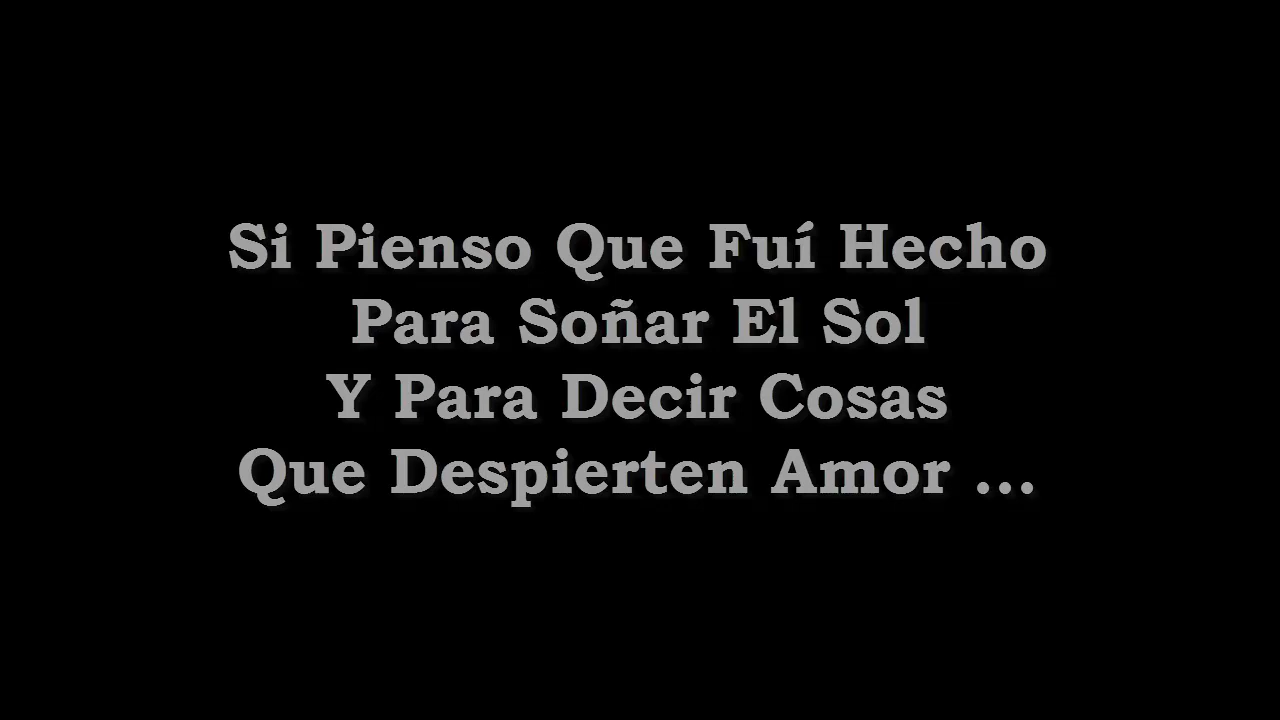 Si Pienso Que Fuí Hecho
Para Soñar El Sol
Y Para Decir Cosas
Que Despierten Amor ...